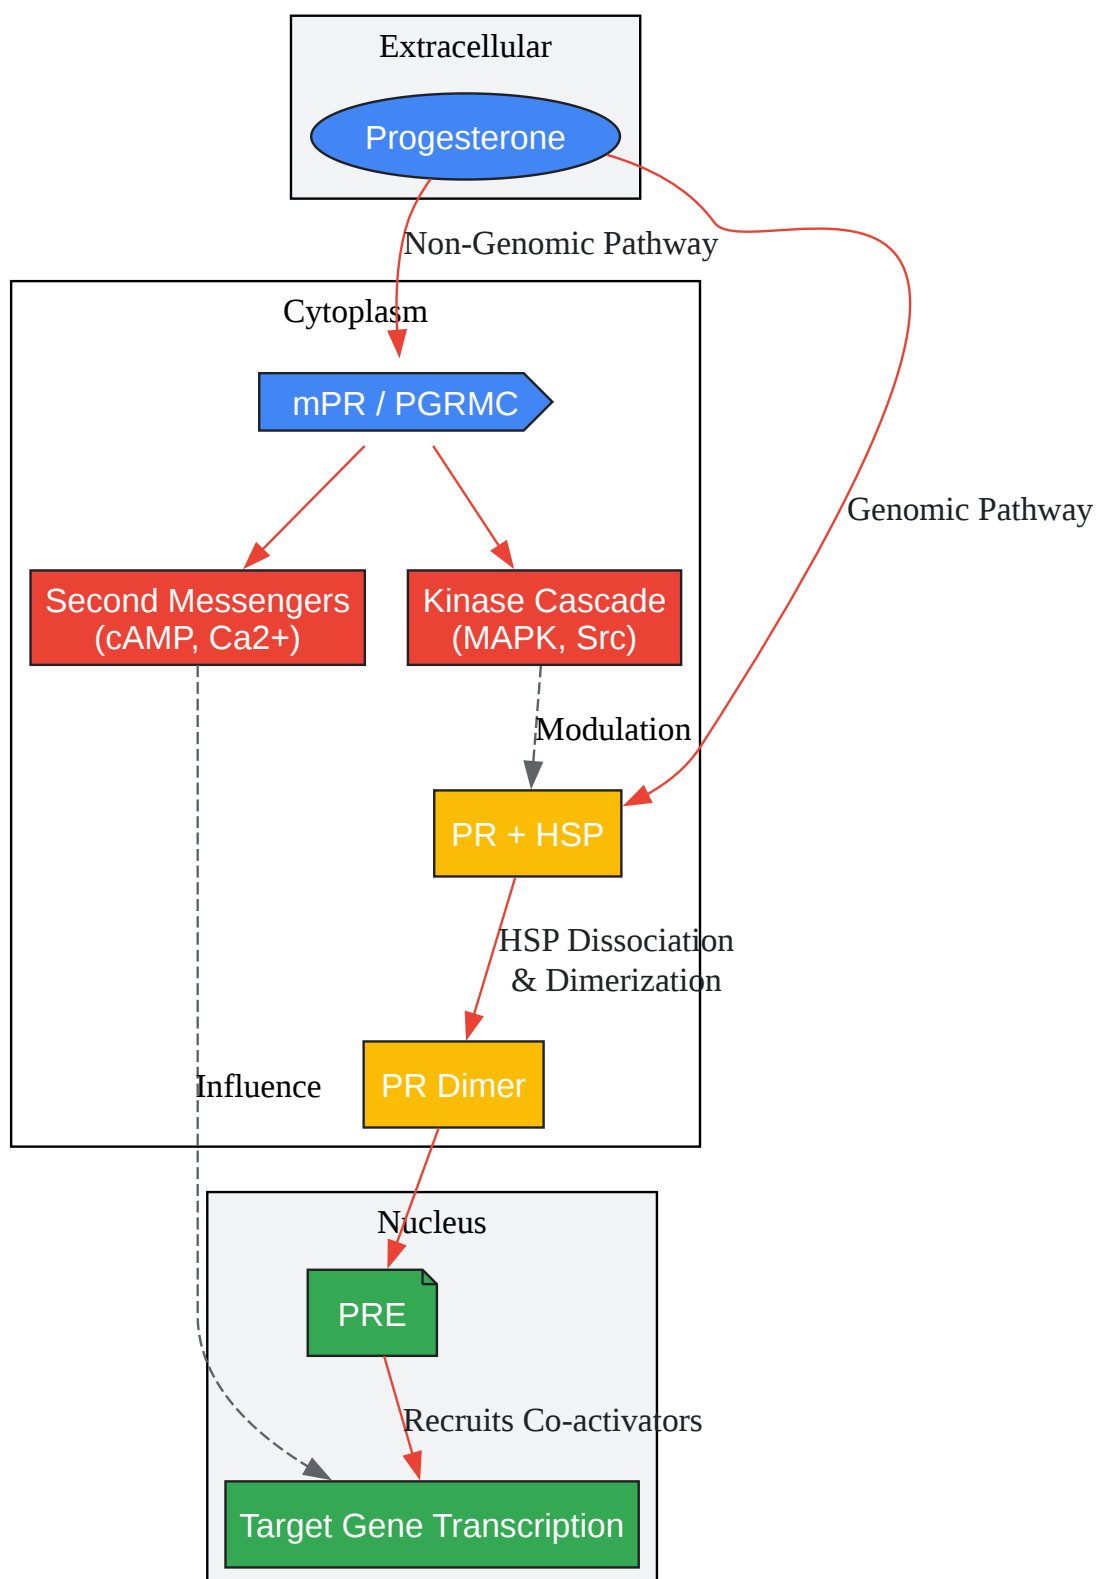 Extracellular
Progesterone
Non-Genomic Pathway
Cytoplasm
mPR / PGRMC
Genomic Pathway
Second Messengers
(cAMP, Ca2+)
Kinase Cascade
(MAPK, Src)
Modulation
PR + HSP
HSP Dissociation
& Dimerization
Influence
PR Dimer
Nucleus
PRE
Recruits Co-activators
Target Gene Transcription